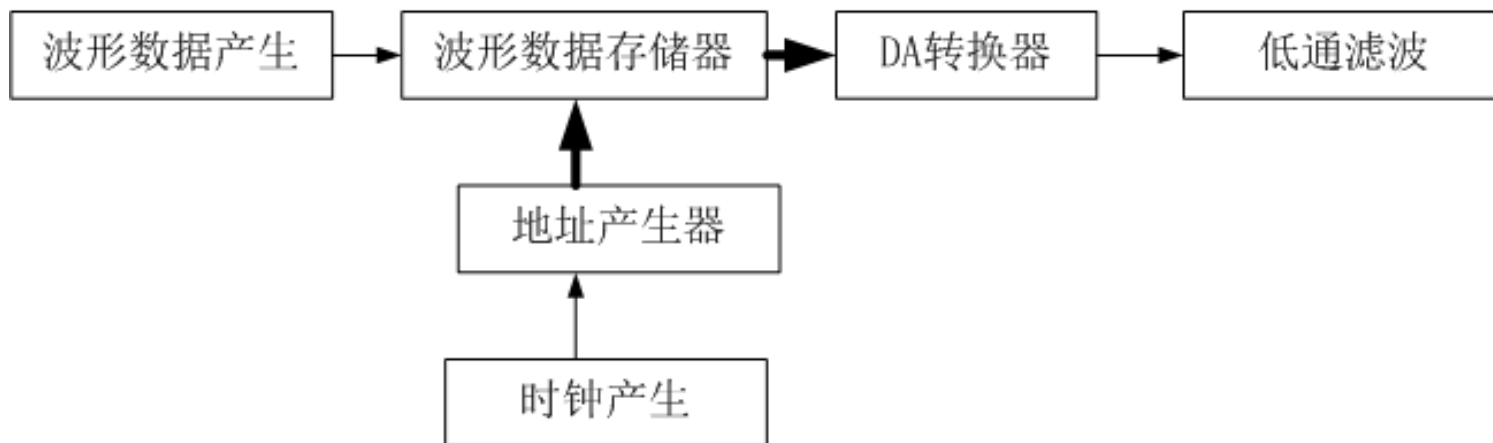 波形数据产生
波形数据存储器
DA转换器
低通滤波
地址产生器
时钟产生